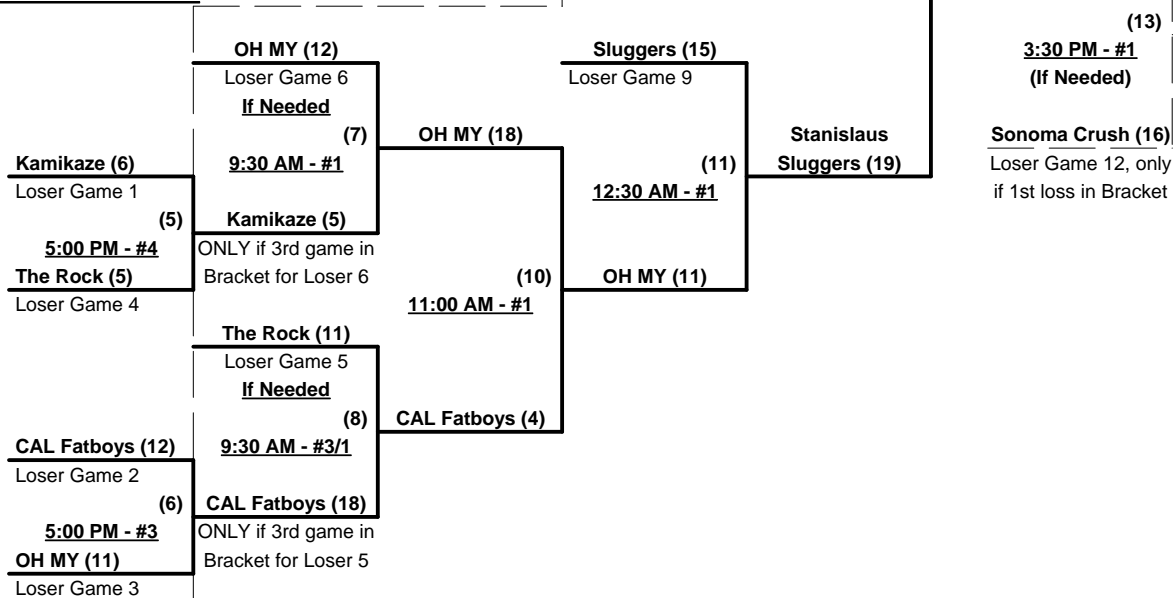 (13)
OH MY (12)
Sluggers (15)
3:30 PM - #1
Loser Game 6
Loser Game 9
(If Needed)
If Needed
(7)
OH MY (18)
Stanislaus
Sonoma Crush (16)
Kamikaze (6)
9:30 AM - #1
(11)
Sluggers (19)
Loser Game 12, only
Loser Game 1
12:30 AM - #1
if 1st loss in Bracket
(5)
Kamikaze (5)
5:00 PM - #4
ONLY if 3rd game in
The Rock (5)
Bracket for Loser 6
(10)
OH MY (11)
Loser Game 4
11:00 AM - #1
The Rock (11)
Loser Game 5
If Needed
(8)
CAL Fatboys (4)
CAL Fatboys (12)
9:30 AM - #3/1
Loser Game 2
(6)
CAL Fatboys (18)
5:00 PM - #3
ONLY if 3rd game in
OH MY (11)
Bracket for Loser 5
Loser Game 3